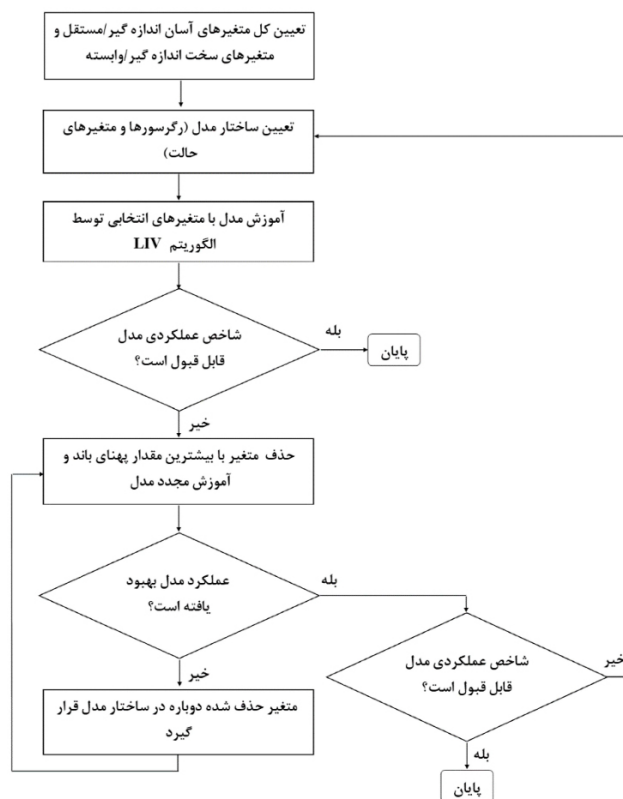 تعیین کل متغیرهای آسان اندازه گیر/مستقل و
متغیرهای سخت اندازه گیر/وابسته
تعیین ساختار مدل (رگرسورها و متغیرهای
حالت)
آموزش مدل با متغیرهای انتخابی توسط
الگوریتم LIV
شاخص عملکردی مدل
قابل قبول است؟
بله
پایان
خیر
حذف متغیر با بیشترین مقدار پهنای باند و
آموزش مجدد مدل
عملکرد مدل بهبود
یافته است؟
بله
خیر
شاخص عملکردی مدل
قابل قبول است؟
خیر
متغیر حذف شده دوباره در ساختار مدل قرار
گیرد
بله
پایان